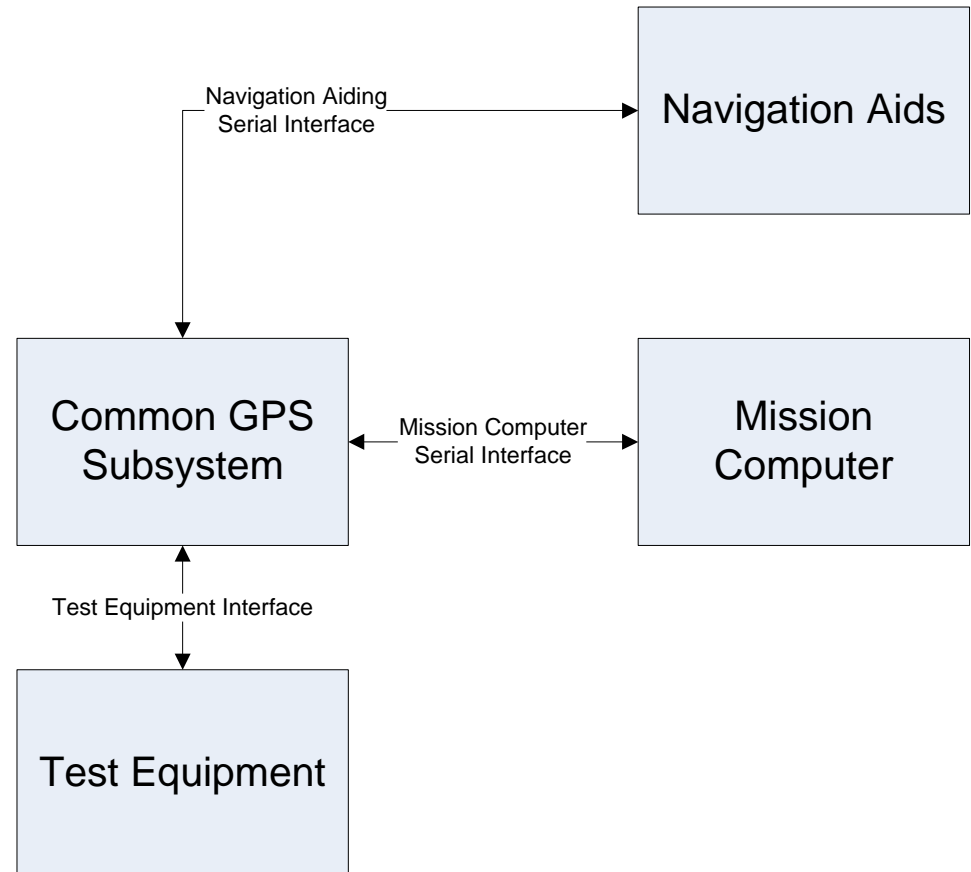 Navigation Aiding
Serial Interface
Navigation Aids
Common GPS
Subsystem
Mission Computer
Serial Interface
Mission
Computer
Test Equipment Interface
Test Equipment